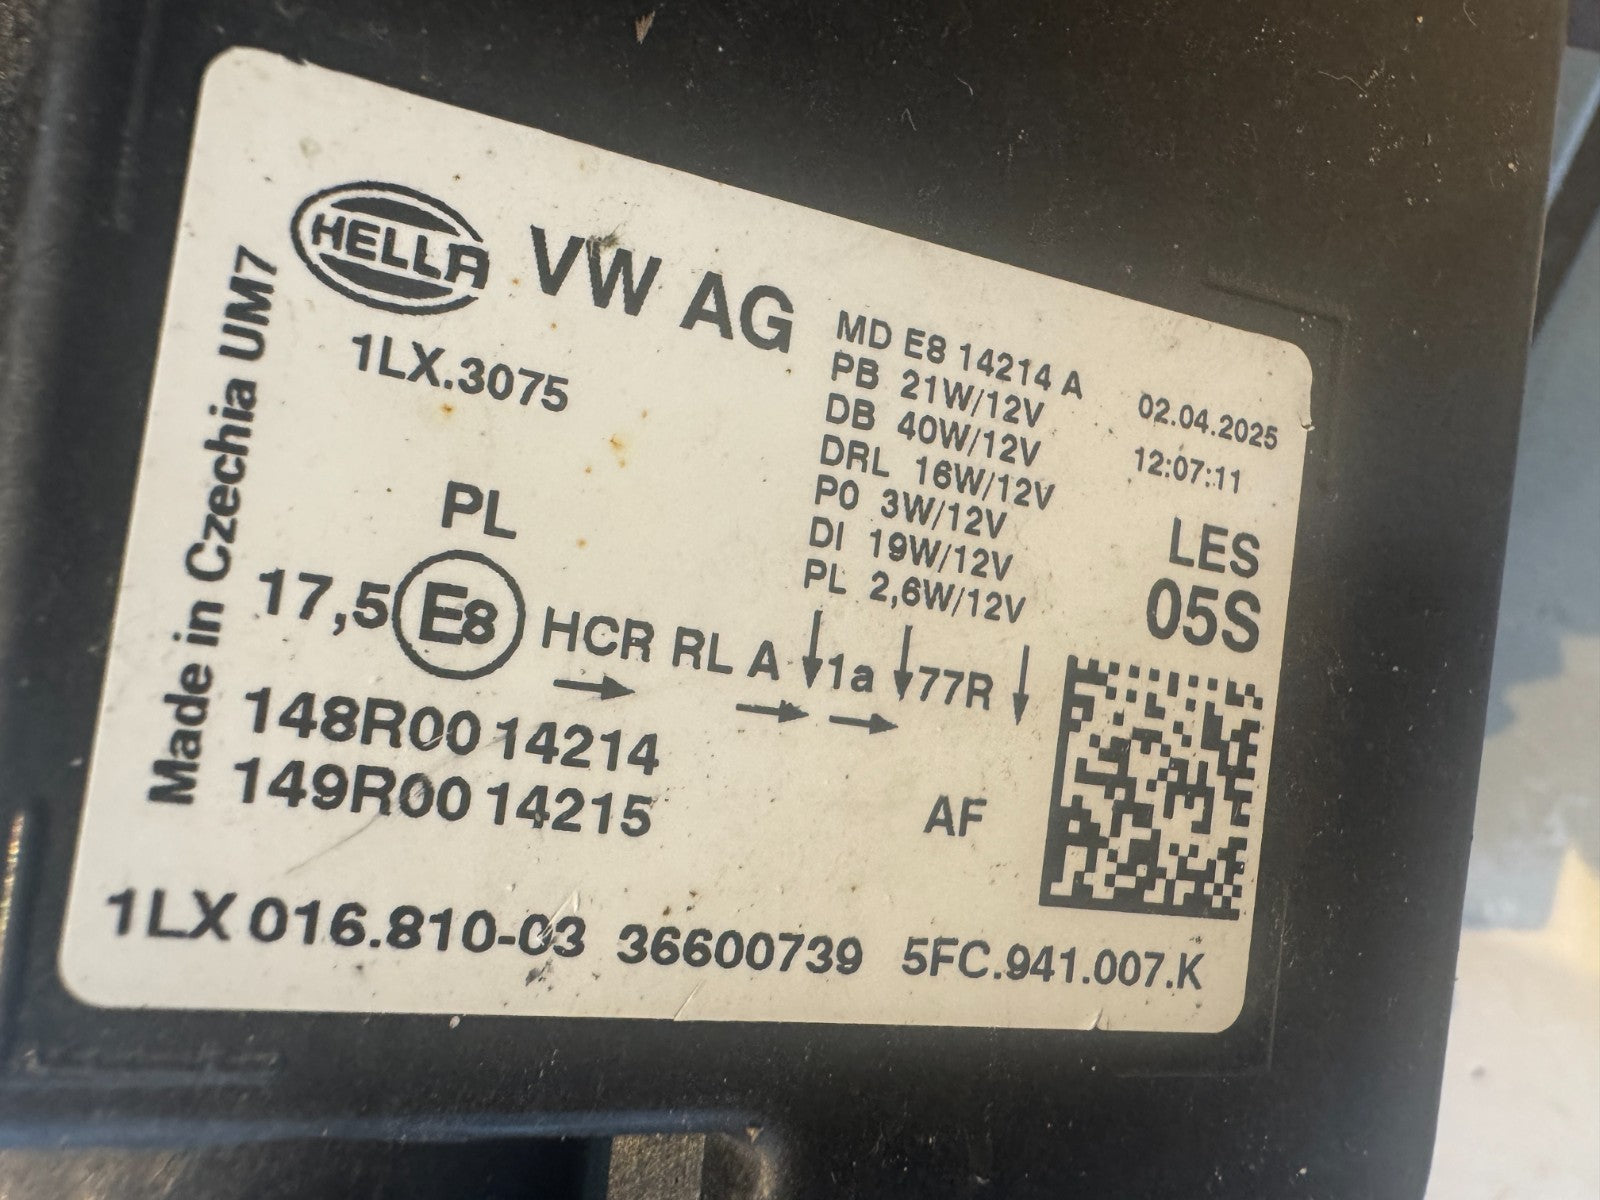 HELLA
VW AG
1LX.3075
Made in Czechia UM7
MD E8 14214 A
PB 21W/12V
DB 40W/12V
DRL 16W/12V
PO 3W/12V
DI 19W/12V
PL 2,6W/12V
02.04.2025
12:07:11
LES
05S
PL
17,5 E8 HCR RL A ↓1a ↓77R ↓
→ → →
148R00 14214
149R00 14215
AF
1LX 016.810-03 36600739 5FC.941.007.K